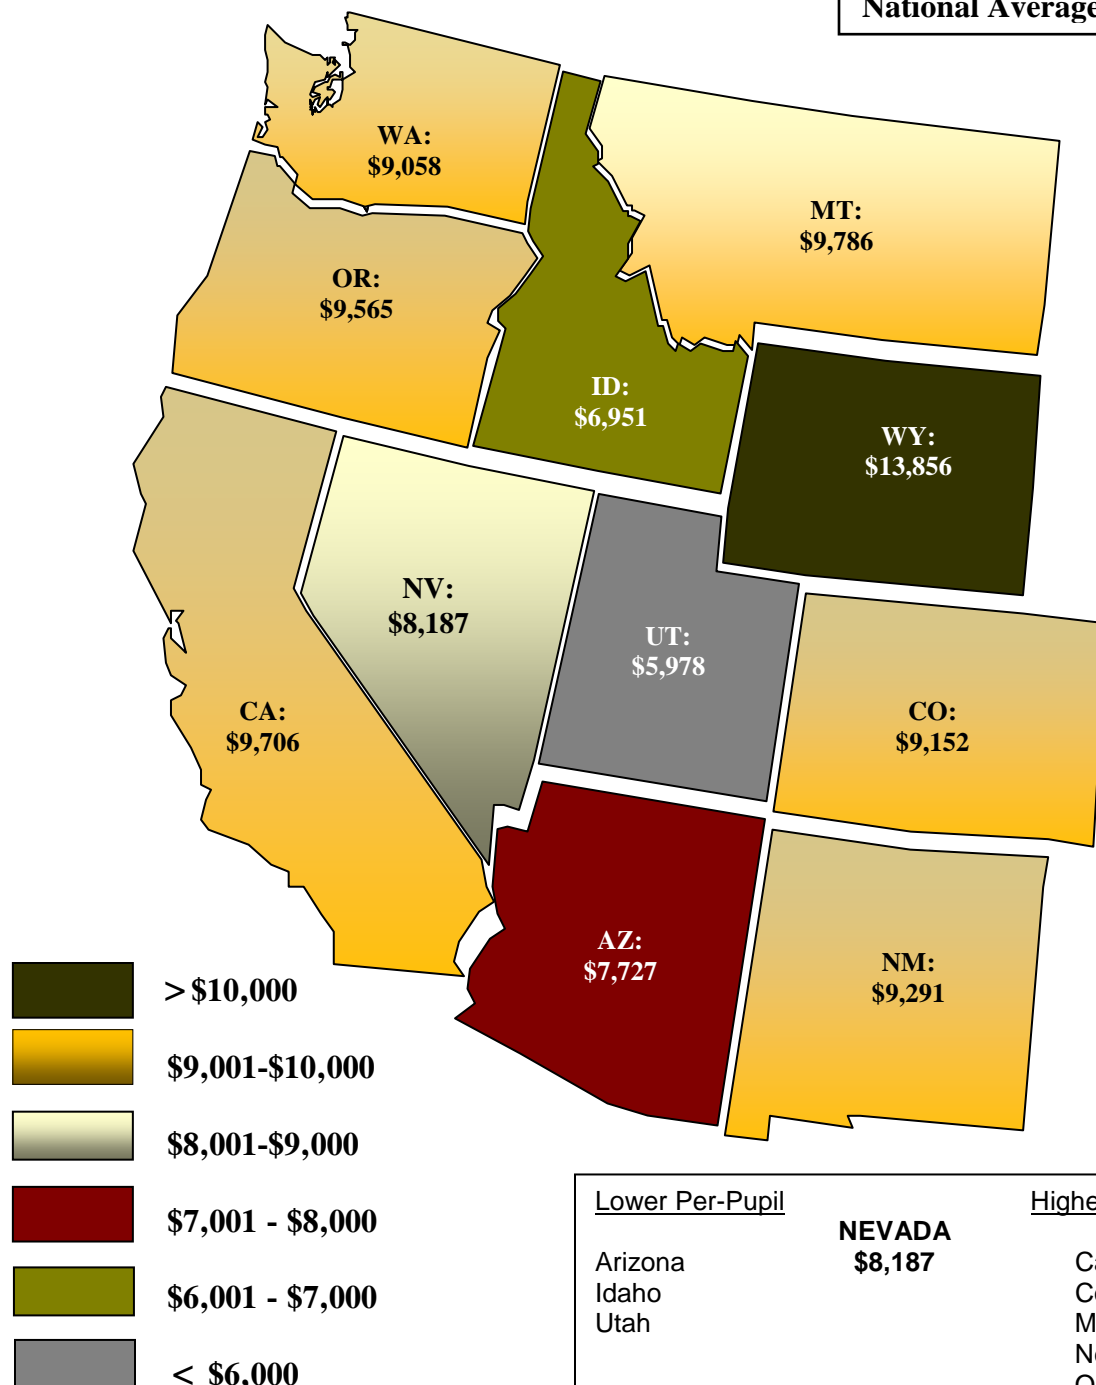 National Average
WA:
$9,058
MT:
$9,786
OR:
$9,565
ID:
$6,951
WY:
$13,856
NV:
$8,187
UT:
$5,978
CA:
$9,706
CO:
$9,152
AZ:
$7,727
NM:
$9,291
> $10,000
$9,001-$10,000
$8,001-$9,000
$7,001 - $8,000
$6,001 - $7,000
< $6,000
Lower Per-Pupil
NEVADA
$8,187
Arizona
Idaho
Utah